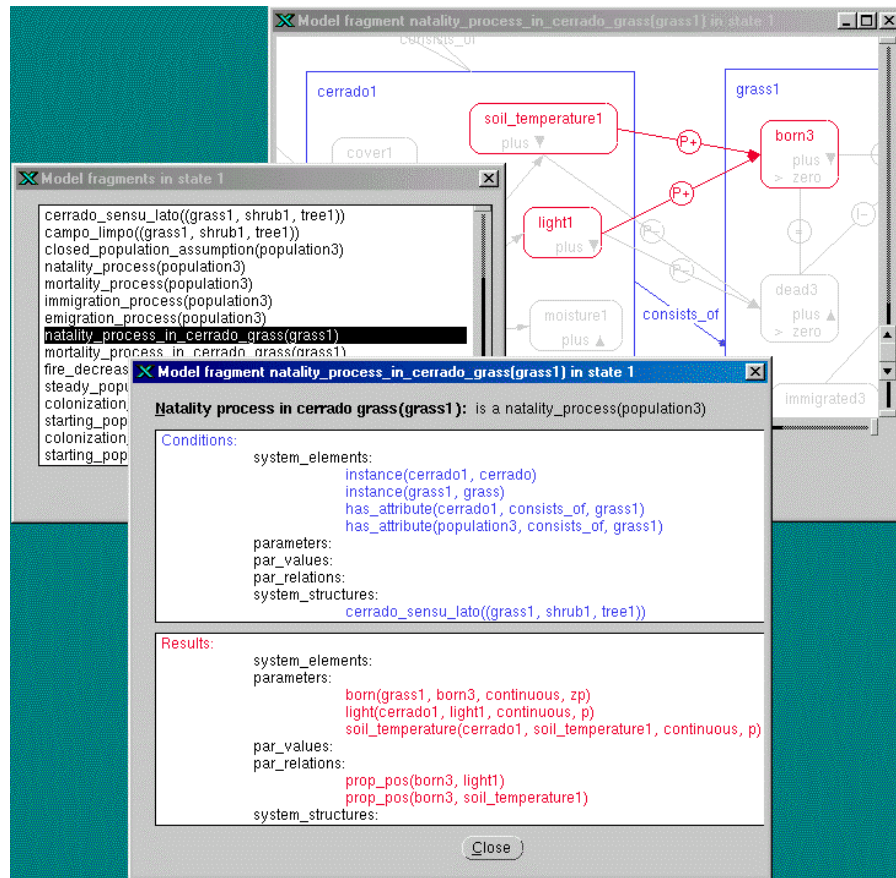 Model fragment natality_process_in_cerrado_grass(grass1) in state 1
consists_of
cerrado1
grass1
soil_temperature1
plus
P+
born3
plus
> zero
cover1
light1
plus
P+
P-
P-
=
I-
dead3
plus
> zero
moisture1
plus
consists_of
immigrated3
Model fragments in state 1
cerrado_sensu_lato((grass1, shrub1, tree1))
campo_limpo((grass1, shrub1, tree1))
closed_population_assumption(population3)
natality_process(population3)
mortality_process(population3)
immigration_process(population3)
emigration_process(population3)
natality_process_in_cerrado_grass(grass1)
mortality_process_in_cerrado_grass(grass1)
fire_decreas
steady_popu
colonization_
starting_pop
colonization_
starting_pop
Model fragment natality_process_in_cerrado_grass(grass1) in state 1
Natality process in cerrado grass(grass1): is a natality_process(population3)
Conditions:
system_elements:
instance(cerrado1, cerrado)
instance(grass1, grass)
has_attribute(cerrado1, consists_of, grass1)
has_attribute(population3, consists_of, grass1)
parameters:
par_values:
par_relations:
system_structures:
cerrado_sensu_lato((grass1, shrub1, tree1))
Results:
system_elements:
parameters:
born(grass1, born3, continuous, zp)
light(cerrado1, light1, continuous, p)
soil_temperature(cerrado1, soil_temperature1, continuous, p)
par_values:
par_relations:
prop_pos(born3, light1)
prop_pos(born3, soil_temperature1)
system_structures:
Close